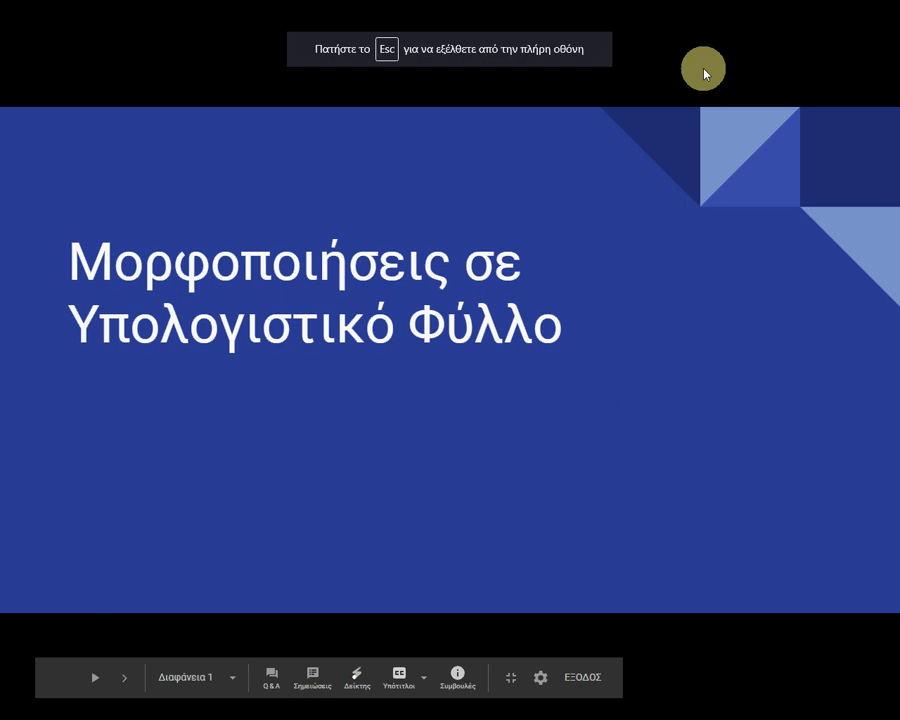 Πατήστε το Esc για να εξέλθετε από την πλήρη οθόνη
Μορφοποιήσεις σε
Υπολογιστικό Φύλλο
Διαφάνεια 1
Q & A
Σημειώσεις
Δείκτης
CC
Υπότιτλοι
Συμβουλές
ΕΞΟΔΟΣ